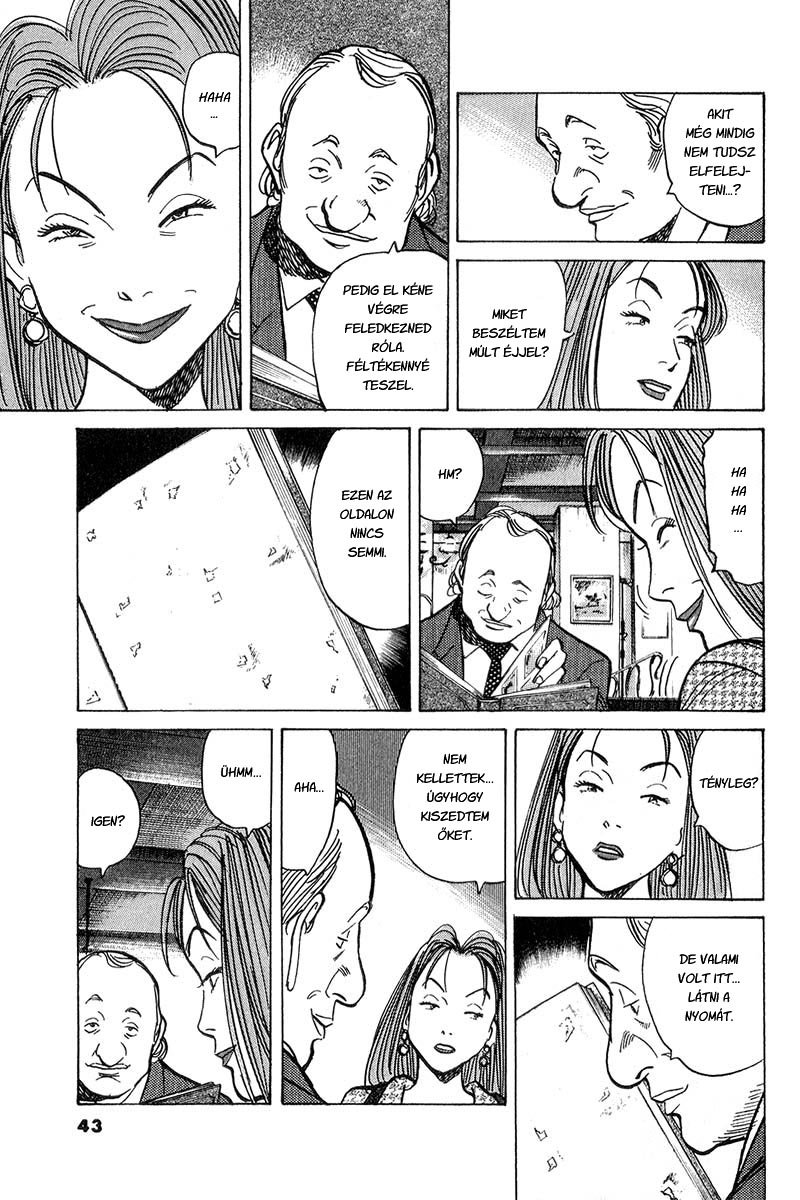 AKIT
MÉG MINDIG
NEM TUDSZ
ELFELEJ-
TENI...?
PEDIG EL KÉNE
VÉGRE
FELEDKEZNED
RÓLA.
FÉLTÉKENNYÉ
TESZEL.
HAHA
...
MIKET
BESZÉLTEM
MÚLT ÉJJEL?
HA
HA
HA
...
HM?
EZEN AZ
OLDALON
NINCS
SEMMI.
TÉNYLEG?
DE VALAMI
VOLT ITT...
LÁTNI A
NYOMÁT.
NEM
KELLETTEK...
ÚGYHOGY
KISZEDTEM
ŐKET.
AHA...
ÜHMM...
IGEN?
43